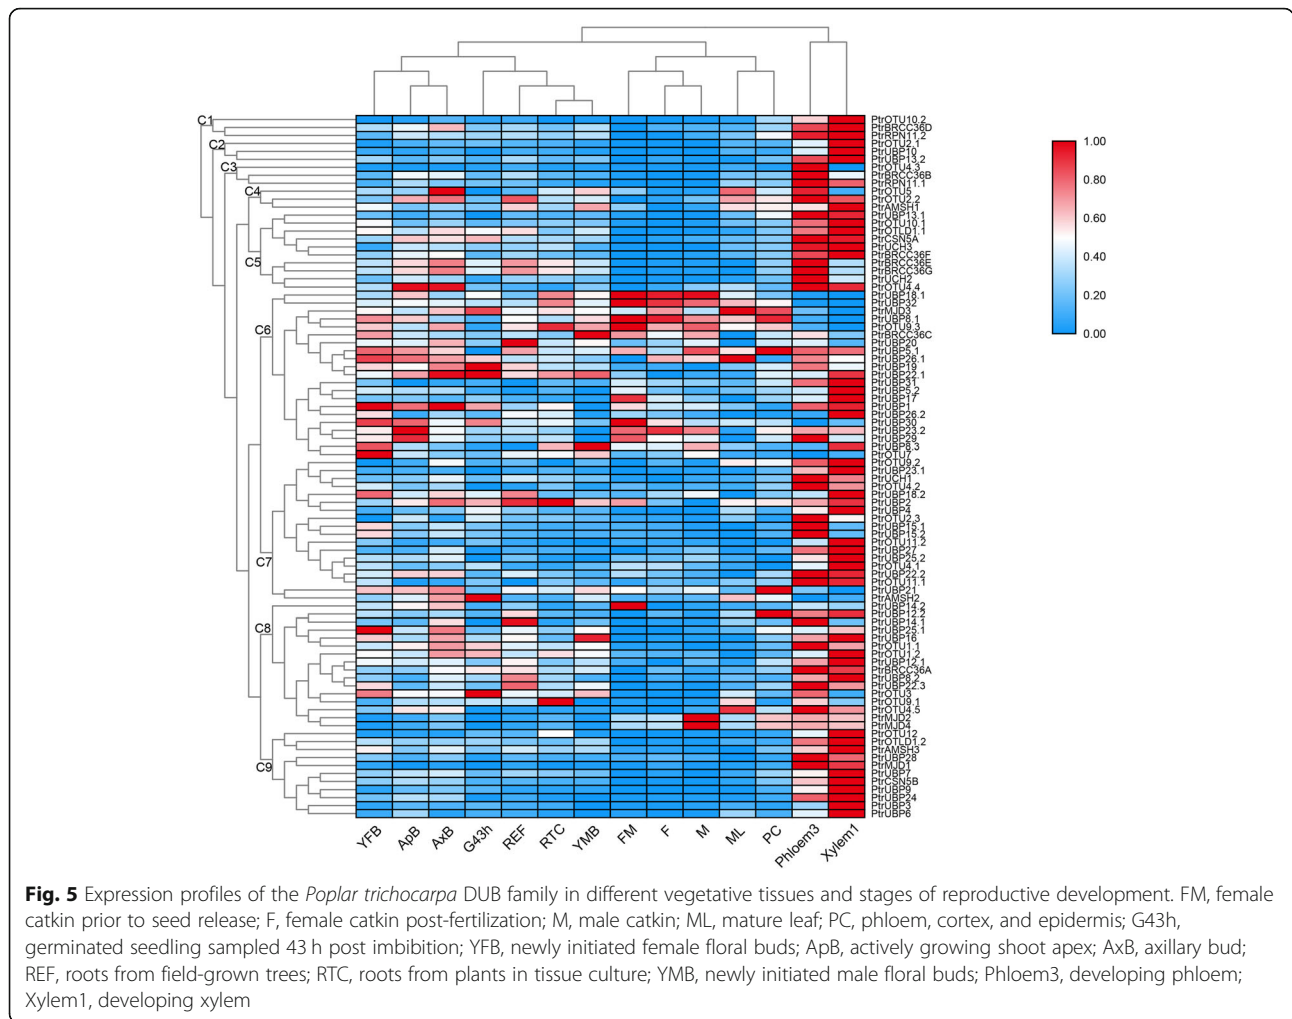 C1
C2
C3
C4
C5
C6
C7
C8
C9
PtrOTU10.2
PtrBRCC36D
PtrRPN11.2
PtrOTU2.1
PtrUBP10
PtrUBP13.2
PtrOTU4.3
PtrBRCC36B
PtrRPN11.1
PtrOTU5
PtrOTU2.2
PtrAMSH1
PtrUBP13.1
PtrOTU10.1
PtrOTLD1.1
PtrCSN5A
PtrUCH3
PtrBRCC36F
PtrBRCC36E
PtrBRCC36G
PtrUCH2
PtrOTU4.4
PtrUBP18.1
PtrUBP32
PtrMJD3
PtrUBP8.1
PtrOTU9.3
PtrBRCC36C
PtrUBP20
PtrUBP5.1
PtrUBP26.1
PtrUBP19
PtrUBP22.1
PtrUBP31
PtrUBP5.2
PtrUBP17
PtrUBP1
PtrUBP26.2
PtrUBP30
PtrUBP23.2
PtrUBP29
PtrUBP8.3
PtrOTU7
PtrOTU9.2
PtrUBP23.1
PtrUCH1
PtrOTU4.2
PtrUBP18.2
PtrUBP2
PtrUBP4
PtrOTU2.3
PtrUBP15.1
PtrUBP15.2
PtrOTU11.2
PtrUBP27
PtrUBP25.2
PtrOTU4.1
PtrUBP22.2
PtrOTU11.1
PtrUBP21
PtrAMSH2
PtrUBP14.2
PtrUBP12.2
PtrUBP14.1
PtrUBP25.1
PtrUBP16
PtrOTU1.1
PtrOTU1.2
PtrUBP12.1
PtrBRCC36A
PtrUBP8.2
PtrUBP22.3
PtrOTU3
PtrOTU9.1
PtrOTU4.5
PtrMJD2
PtrMJD4
PtrOTU12
PtrOTLD1.2
PtrAMSH3
PtrUBP28
PtrMJD1
PtrUBP7
PtrCSN5B
PtrUBP9
PtrUBP24
PtrUBP3
PtrUBP6
1.00
0.80
0.60
0.40
0.20
0.00
YFB ApB AxB G43h REF RTC YMB FM F M ML PC Phloem3 Xylem1
Fig. 5 Expression profiles of the Poplar trichocarpa DUB family in different vegetative tissues and stages of reproductive development. FM, female
catkin prior to seed release; F, female catkin post-fertilization; M, male catkin; ML, mature leaf; PC, phloem, cortex, and epidermis; G43h,
germinated seedling sampled 43 h post imbibition; YFB, newly initiated female floral buds; ApB, actively growing shoot apex; AxB, axillary bud;
REF, roots from field-grown trees; RTC, roots from plants in tissue culture; YMB, newly initiated male floral buds; Phloem3, developing phloem;
Xylem1, developing xylem